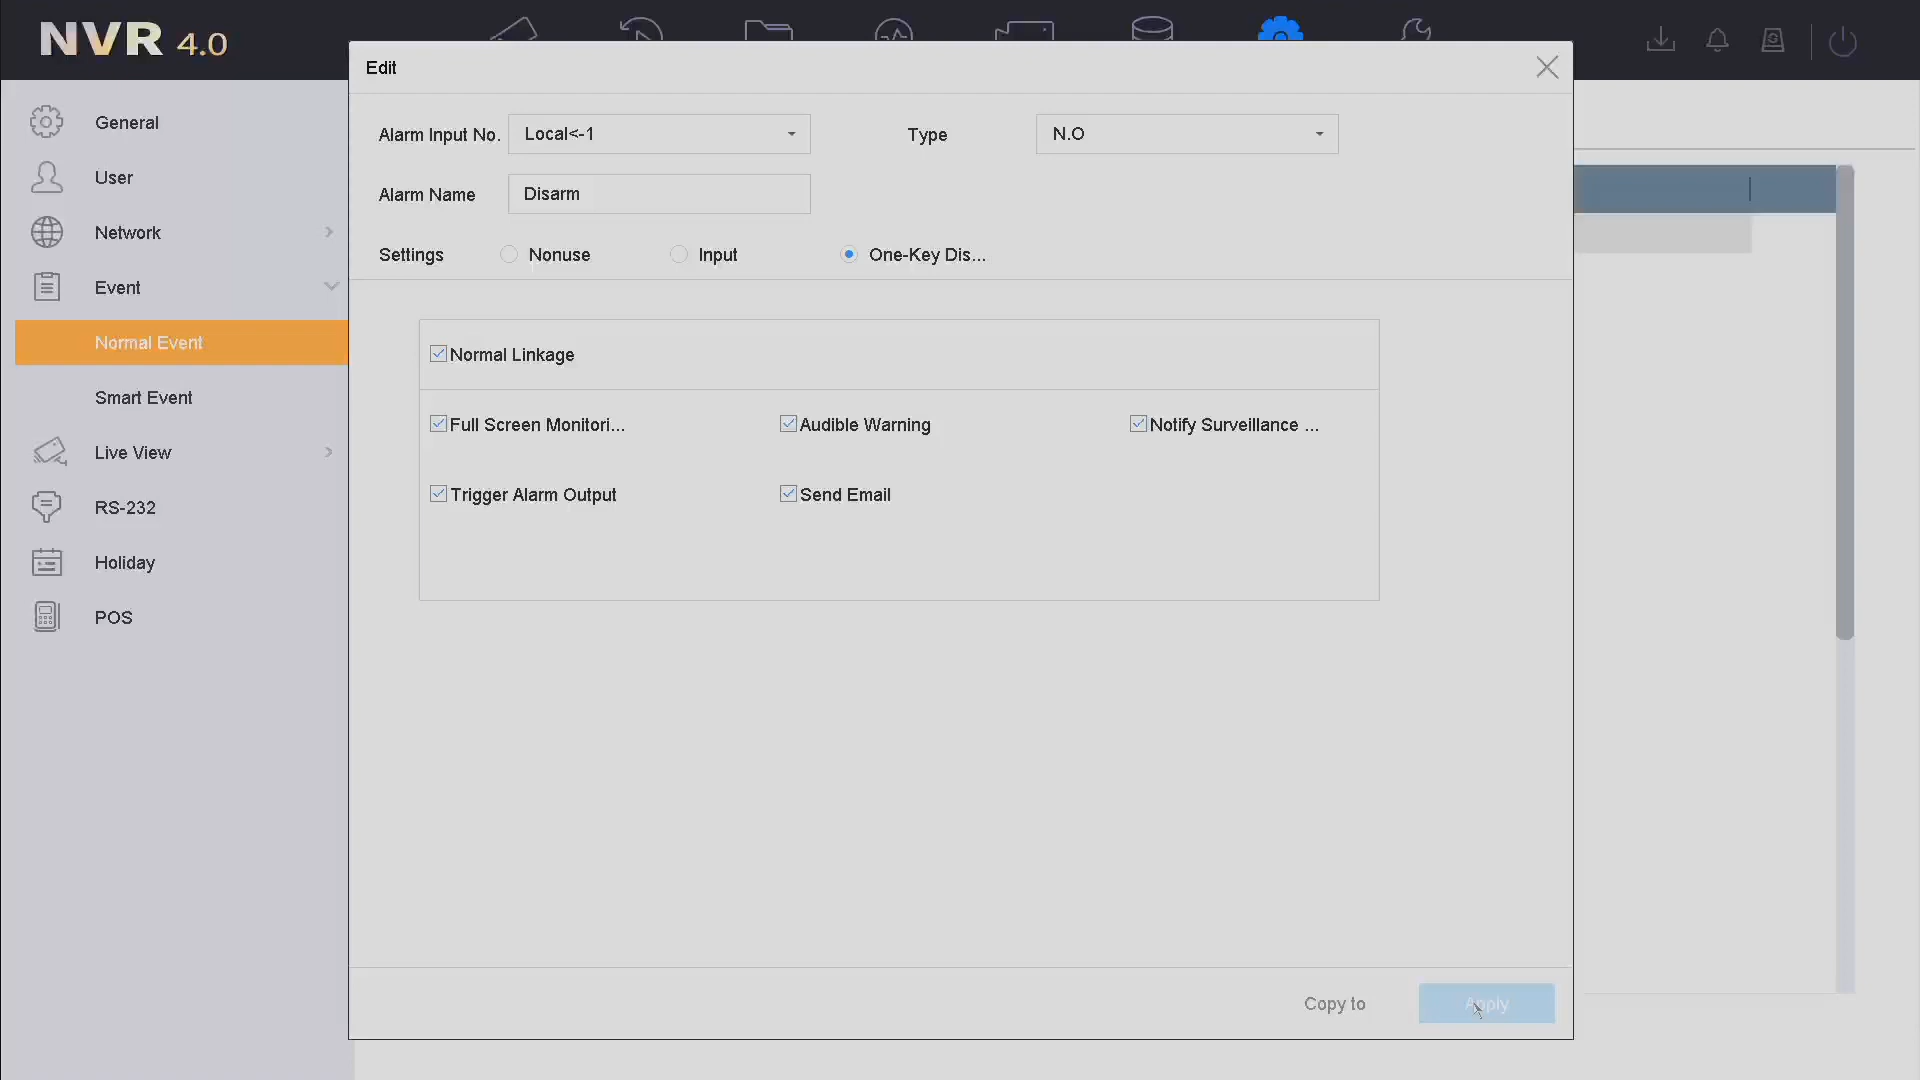 NVR 4.0
Edit
General
User
Network
Event
Normal Event
Smart Event
Live View
RS-232
Holiday
POS
Alarm Input No. Local<-1 Type N.O
Alarm Name Disarm
Settings Nonuse Input One-Key Dis...
Normal Linkage
Full Screen Monitori... Audible Warning Notify Surveillance ...
Trigger Alarm Output Send Email
Copy to Apply